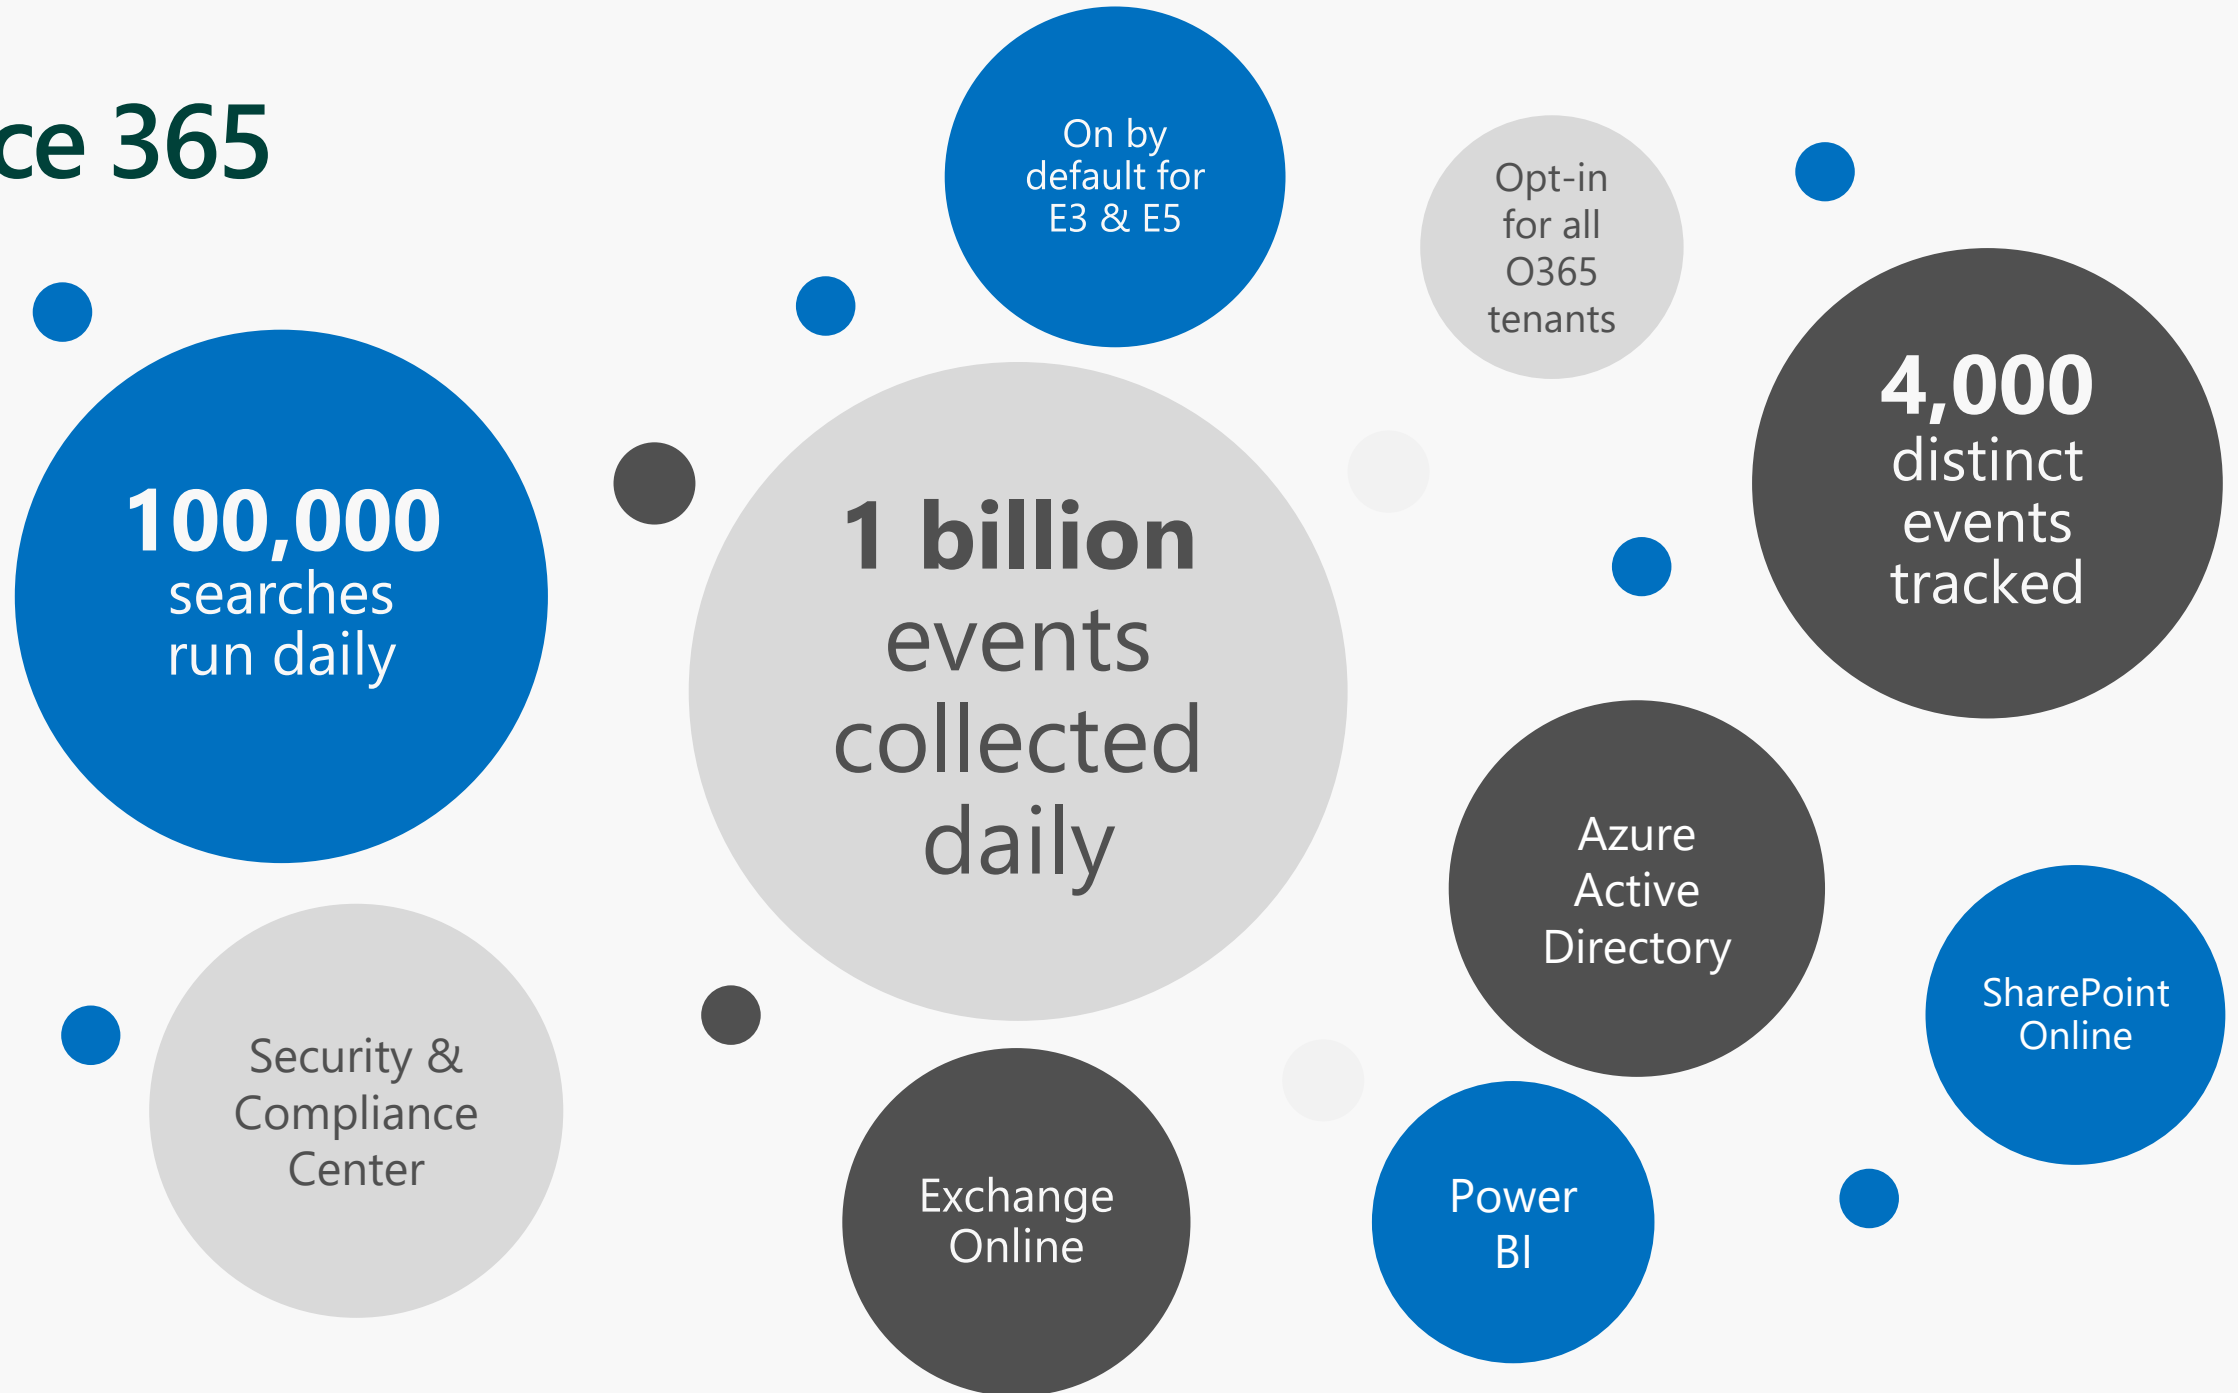 ce 365
On by
default for
E3 & E5
Opt-in
for all
O365
tenants
4,000
distinct
events
tracked
100,000
searches
run daily
1 billion
events
collected
daily
Azure
Active
Directory
SharePoint
Online
Security &
Compliance
Center
Exchange
Online
Power
BI